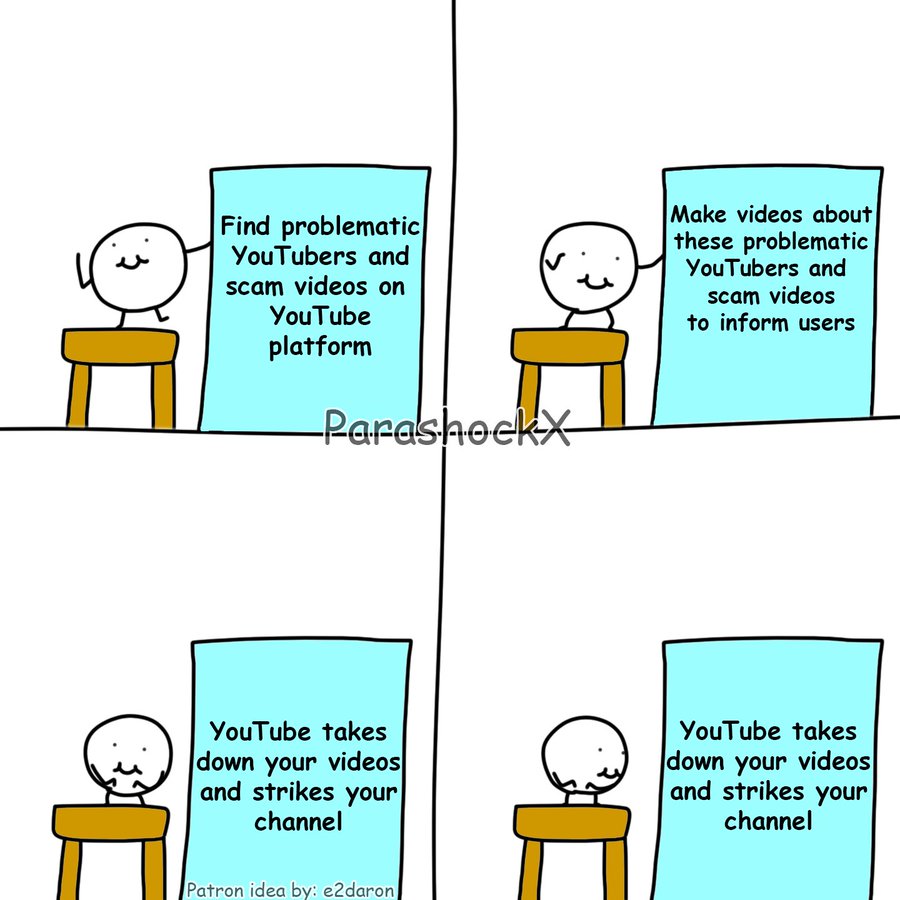 Find problematic
YouTubers and
scam videos on
YouTube
platform
Make videos about
these problematic
YouTubers and
scam videos
to inform users
ParashockX
YouTube takes
down your videos
and strikes your
channel
Patron idea by: e2daron
YouTube takes
down your videos
and strikes your
channel